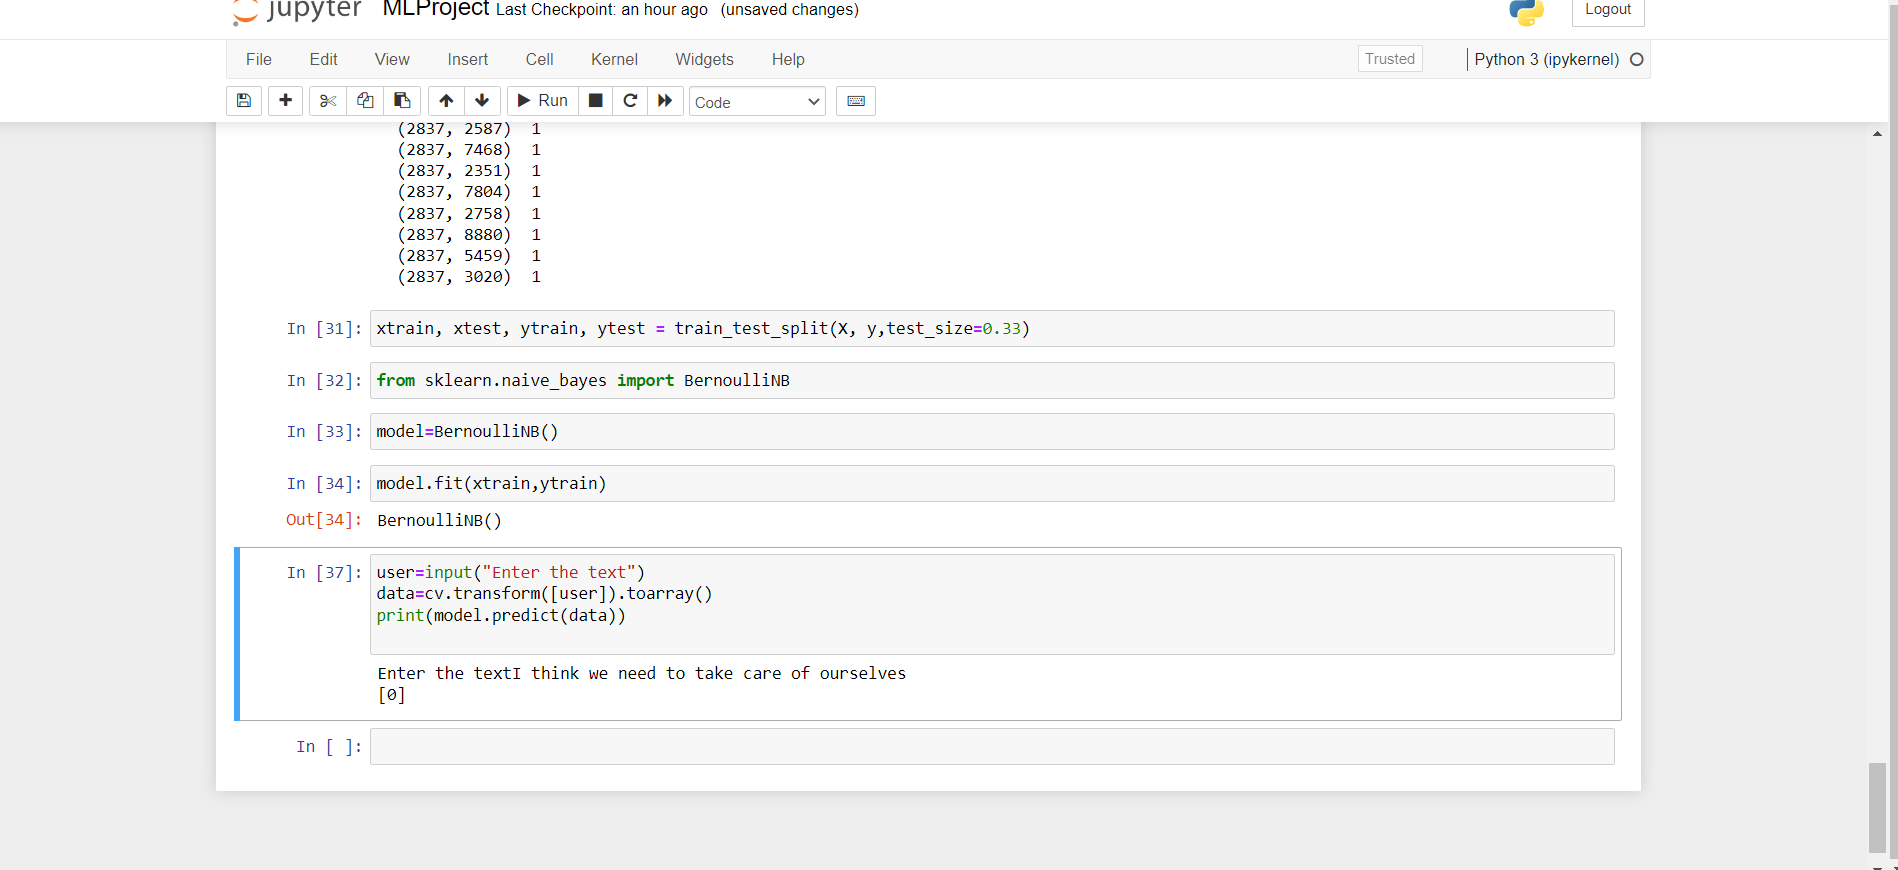 jupyter MLProject Last Checkpoint: an hour ago (unsaved changes) Logout
File Edit View Insert Cell Kernel Widgets Help Trusted Python 3 (ipykernel)
Run Code
(2837, 2587) 1
(2837, 7468) 1
(2837, 2351) 1
(2837, 7804) 1
(2837, 2758) 1
(2837, 8880) 1
(2837, 5459) 1
(2837, 3020) 1
In [31]: xtrain, xtest, ytrain, ytest = train_test_split(X, y,test_size=0.33)
In [32]: from sklearn.naive_bayes import BernoulliNB
In [33]: model=BernoulliNB()
In [34]: model.fit(xtrain,ytrain)
Out[34]: BernoulliNB()
In [37]: user=input("Enter the text")
data=cv.transform([user]).toarray()
print(model.predict(data))
Enter the textI think we need to take care of ourselves
[0]
In [ ]: